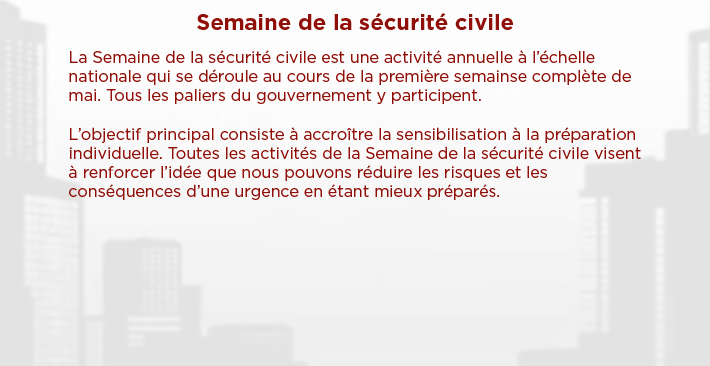 Semaine de la sécurité civile
La Semaine de la sécurité civile est une activité annuelle à l’échelle
nationale qui se déroule au cours de la première semainse complète de
mai. Tous les paliers du gouvernement y participent.
L’objectif principal consiste à accroître la sensibilisation à la préparation
individuelle. Toutes les activités de la Semaine de la sécurité civile visent
à renforcer l’idée que nous pouvons réduire les risques et les
conséquences d’une urgence en étant mieux préparés.